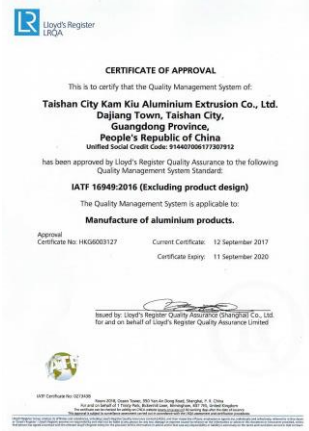 LR
Lloyd's Register
LRQA
CERTIFICATE OF APPROVAL
This is to certify that the Quality Management System of:
Taishan City Kam Kiu Aluminium Extrusion Co., Ltd.
Dajiang Town, Taishan City,
Guangdong Province,
People's Republic of China
Unified Social Credit Code: 914407006177307912
has been approved by Lloyd's Register Quality Assurance to the following
Quality Management System Standard:
IATF 16949:2016 (Excluding product design)
The Quality Management System is applicable to:
Manufacture of aluminium products.
Approval
Certificate No: HKG6003127
Current Certificate: 12 September 2017
Certificate Expiry: 11 September 2020
Issued by: Lloyd's Register Quality Assurance (Shanghai) Co., Ltd.
for and on behalf of Lloyd's Register Quality Assurance Limited
IATF Certificate No: 0273408